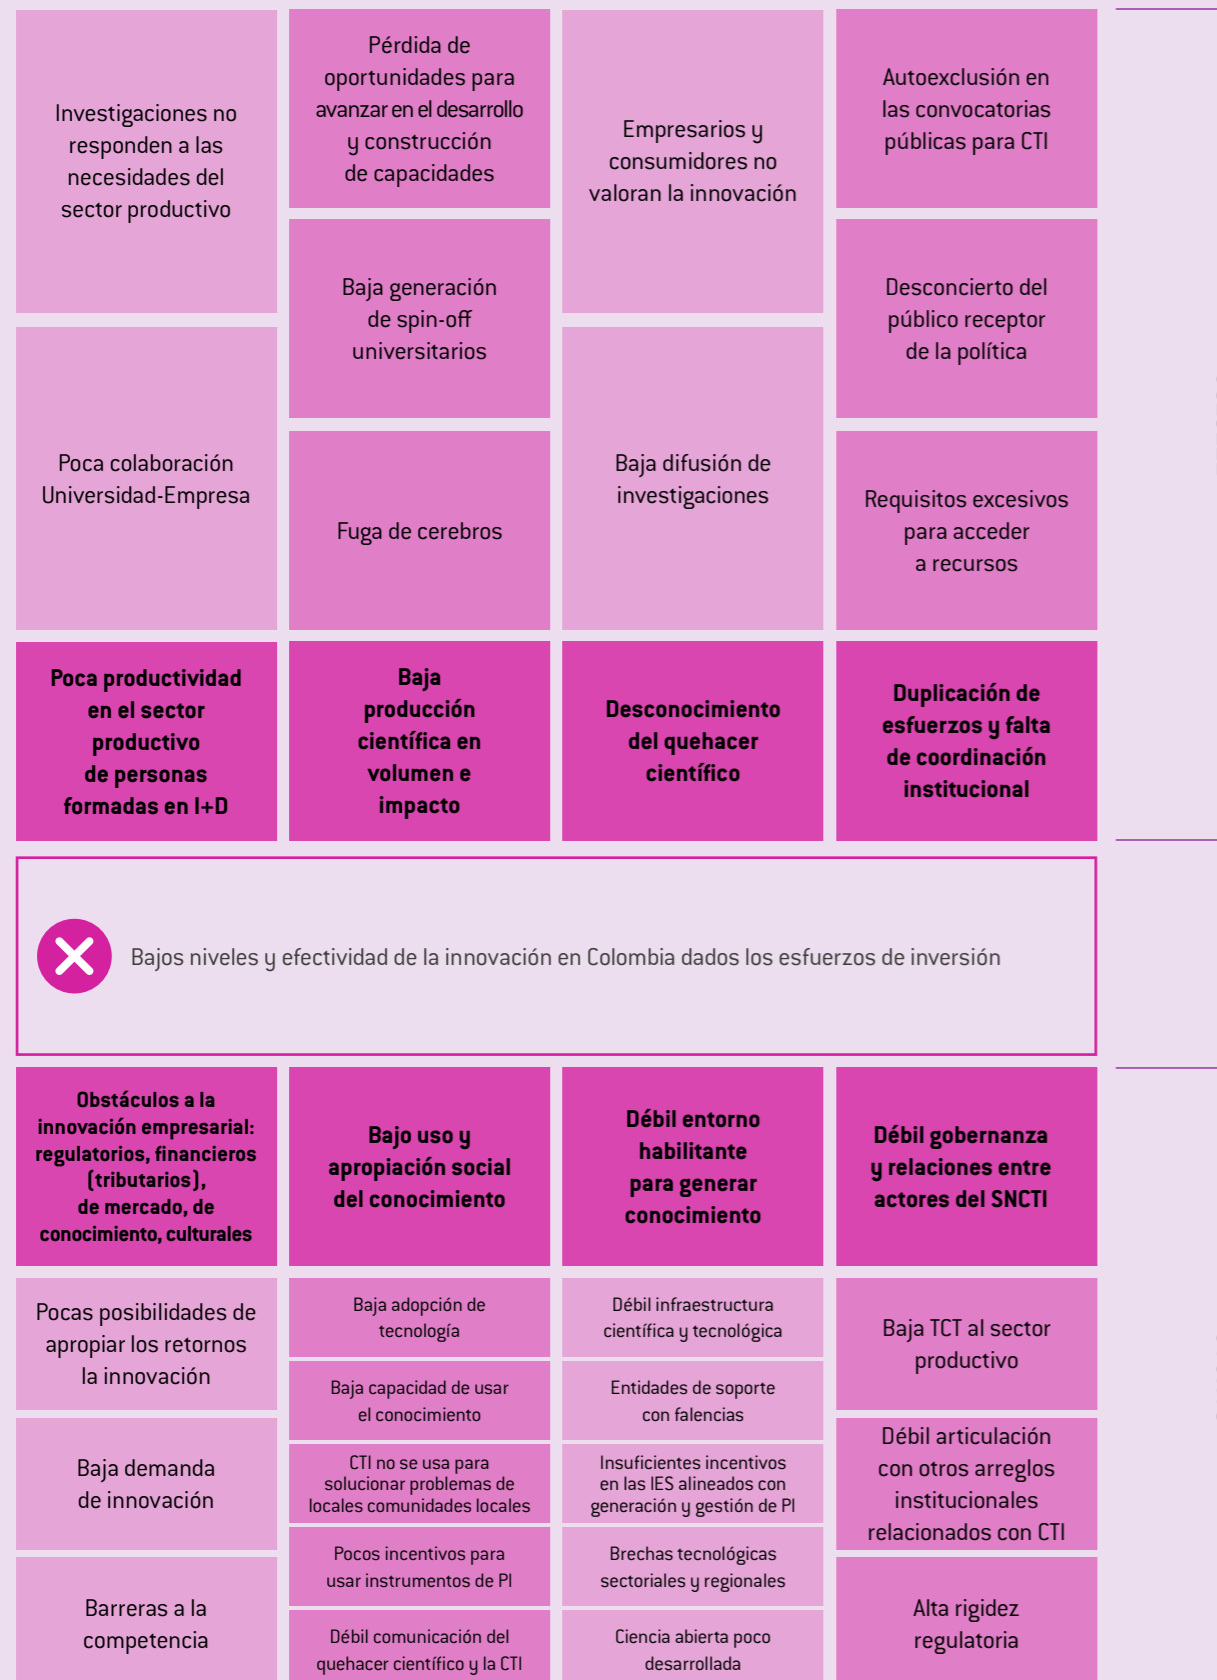 Investigaciones no
responden a las
necesidades del
sector productivo
Poca colaboración
Universidad-Empresa
Pérdida de
oportunidades para
avanzar en el desarrollo
y construcción
de capacidades
Baja generación
de spin-off
universitarios
Fuga de cerebros
Empresarios y
consumidores no
valoran la innovación
Baja difusión de
investigaciones
Autoexclusión en
las convocatorias
públicas para CTI
Desconcierto del
público receptor
de la política
Requisitos excesivos
para acceder
a recursos
Poca productividad
en el sector
productivo
de personas
formadas en I+D
Baja
producción
científica en
volumen e
impacto
Desconocimiento
del quehacer
científico
Duplicación de
esfuerzos y falta
de coordinación
institucional
Bajos niveles y efectividad de la innovación en Colombia dados los esfuerzos de inversión
Obstáculos a la
innovación empresarial:
regulatorios, financieros
(tributarios),
de mercado, de
conocimiento, culturales
Bajo uso y
apropiación social
del conocimiento
Débil entorno
habilitante
para generar
conocimiento
Débil gobernanza
y relaciones entre
actores del SNCTI
Pocas posibilidades de
apropiar los retornos
la innovación
Baja demanda
de innovación
Barreras a la
competencia
Baja adopción de
tecnología
Baja capacidad de usar
el conocimiento
CTI no se usa para
solucionar problemas de
locales comunidades locales
Pocos incentivos para
usar instrumentos de PI
Débil comunicación del
quehacer científico y la CTI
Débil infraestructura
científica y tecnológica
Entidades de soporte
con falencias
Insuficientes incentivos
en las IES alineados con
generación y gestión de PI
Brechas tecnológicas
sectoriales y regionales
Ciencia abierta poco
desarrollada
Baja TCT al sector
productivo
Débil articulación
con otros arreglos
institucionales
relacionados con CTI
Alta rigidez
regulatoria